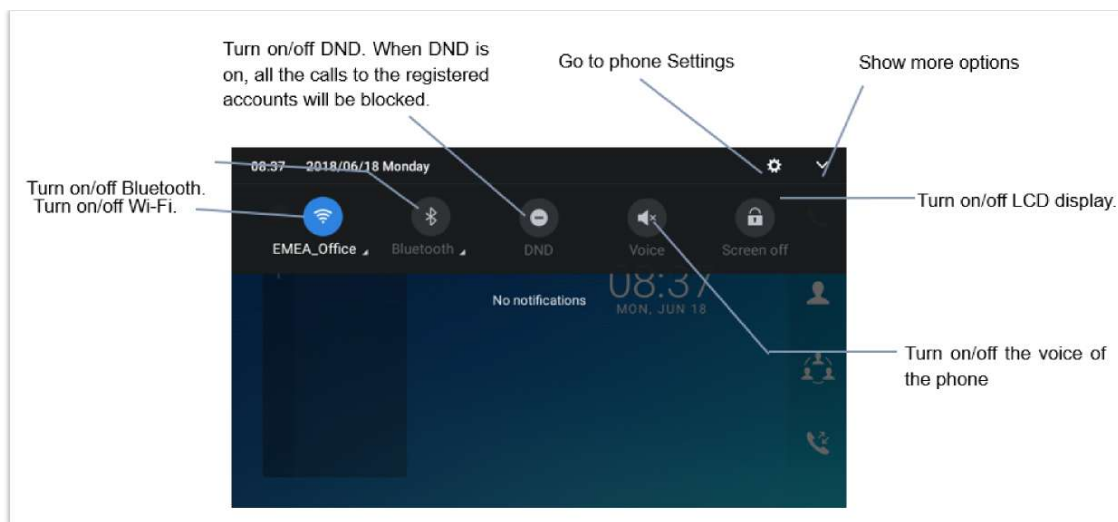 Turn on/off DND. When DND is
on, all the calls to the registered
accounts will be blocked.
Go to phone Settings
Show more options
08:37 2018/06/18 Monday
Turn on/off Bluetooth.
Turn on/off Wi-Fi.
Turn on/off LCD display.
EMEA_Office
Bluetooth
DND
Voice
Screen off
No notifications
08:37
MON, JUN 18
Turn on/off the voice of
the phone